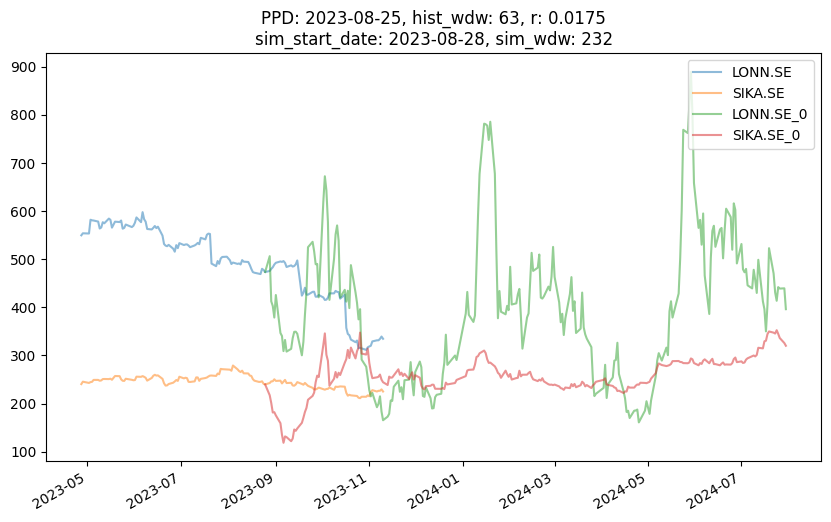 PPD: 2023-08-25, hist_wdw: 63, r: 0.0175
sim_start_date: 2023-08-28, sim_wdw: 232
900
800
700
600
500
400
300
200
100
LONN.SE
SIKA.SE
LONN.SE_0
SIKA.SE_0
2023-05
2023-07
2023-09
2023-11
2024-01
2024-03
2024-05
2024-07